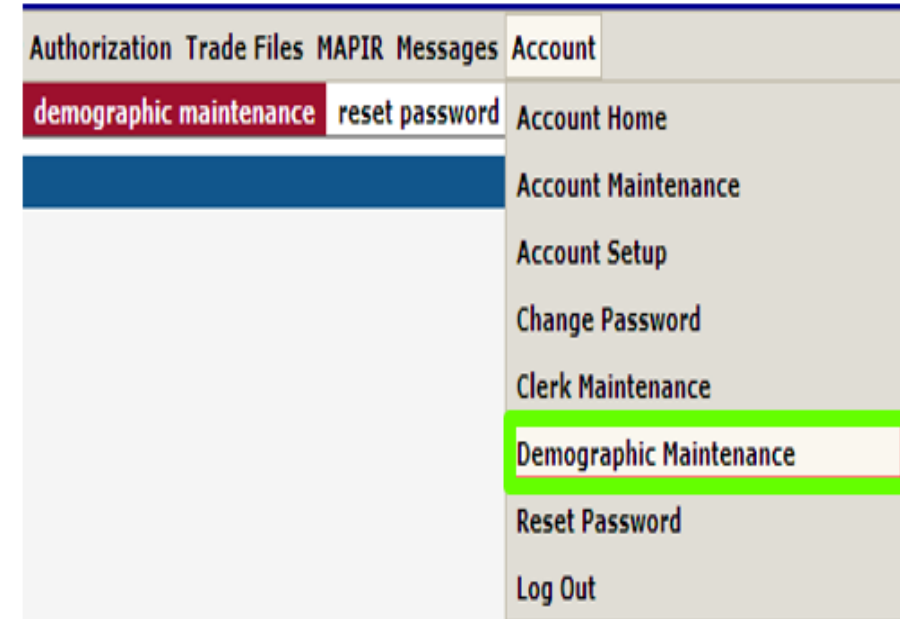 Authorization Trade Files MAPIR Messages Account
demographic maintenance reset password
Account Home
Account Maintenance
Account Setup
Change Password
Clerk Maintenance
Demographic Maintenance
Reset Password
Log Out